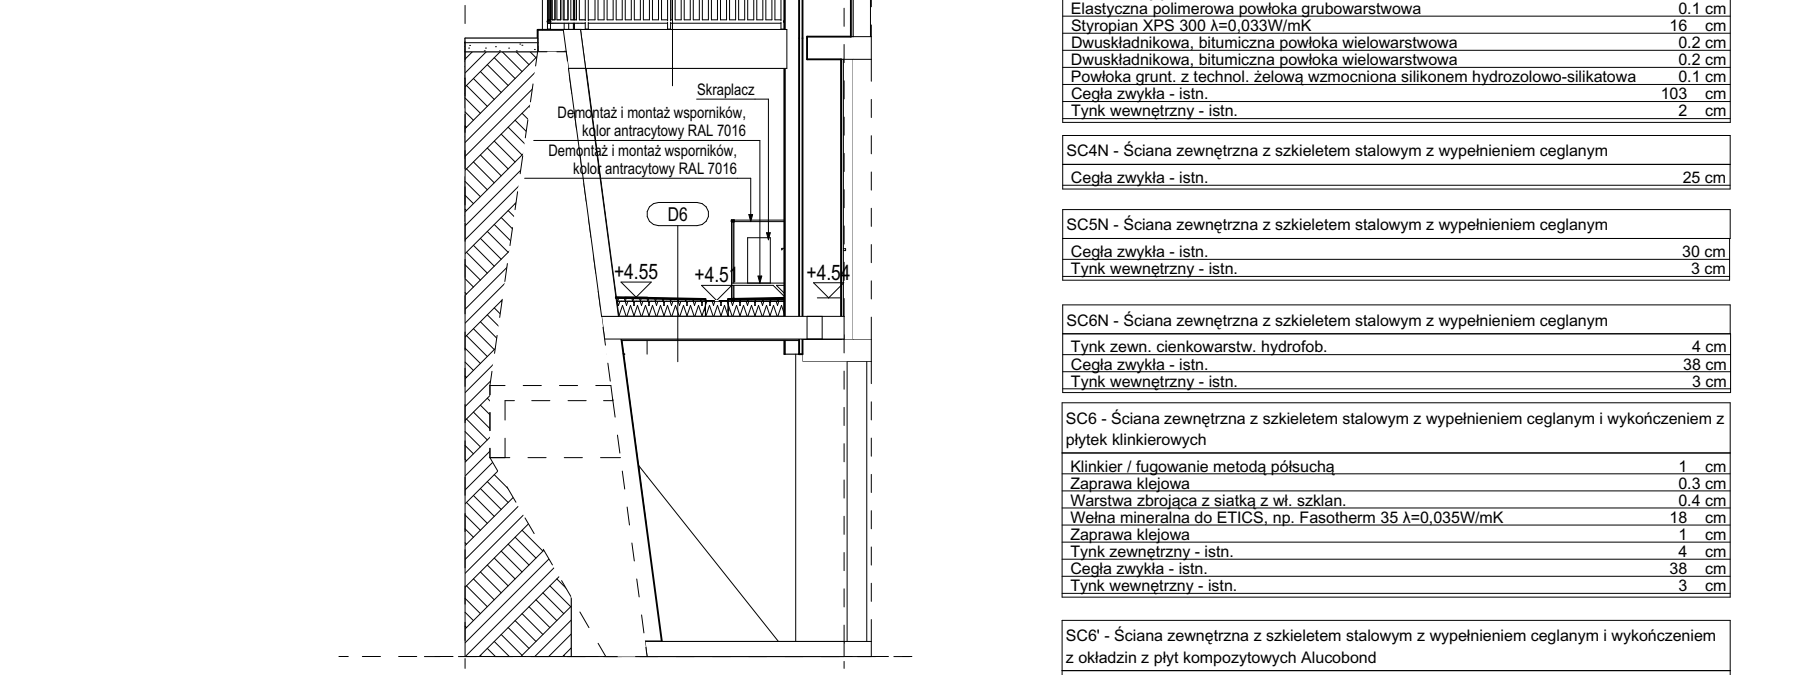 Skraplacz
Demontaż i montaż wsporników,
kolor antracytowy RAL 7016
Demontaż i montaż wsporników,
kolor antracytowy RAL 7016
D6
+4.55
+4.51
+4.54
Elastyczna polimerowa powłoka grubowarstwowa 0.1 cm
Styropian XPS 300 λ=0,033W/mK 16 cm
Dwuskładnikowa, bitumiczna powłoka wielowarstwowa 0.2 cm
Dwuskładnikowa, bitumiczna powłoka wielowarstwowa 0.2 cm
Powłoka grunt. z technol. żelową wzmocniona silikonem hydrozolowo-silikatowa 0.1 cm
Cegła zwykła - istn. 103 cm
Tynk wewnętrzny - istn. 2 cm
SC4N - Ściana zewnętrzna z szkieletem stalowym z wypełnieniem ceglanym
Cegła zwykła - istn. 25 cm
SC5N - Ściana zewnętrzna z szkieletem stalowym z wypełnieniem ceglanym
Cegła zwykła - istn. 30 cm
Tynk wewnętrzny - istn. 3 cm
SC6N - Ściana zewnętrzna z szkieletem stalowym z wypełnieniem ceglanym
Tynk zewn. cienkowarstw. hydrofob. 4 cm
Cegła zwykła - istn. 38 cm
Tynk wewnętrzny - istn. 3 cm
SC6 - Ściana zewnętrzna z szkieletem stalowym z wypełnieniem ceglanym i wykończeniem z
płytek klinkierowych
Klinkier / fugowanie metodą półsuchą 1 cm
Zaprawa klejowa 0.3 cm
Warstwa zbrojąca z siatką z wł. szklan. 0.4 cm
Wełna mineralna do ETICS, np. Fasotherm 35 λ=0,035W/mK 18 cm
Zaprawa klejowa 1 cm
Tynk zewnętrzny - istn. 4 cm
Cegła zwykła - istn. 38 cm
Tynk wewnętrzny - istn. 3 cm
SC6' - Ściana zewnętrzna z szkieletem stalowym z wypełnieniem ceglanym i wykończeniem
z okładzin z płyt kompozytowych Alucobond